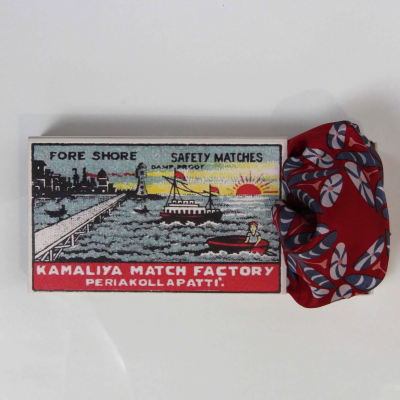 FORE SHORE SAFETY MATCHES
DAMP PROOF
KAMALIYA MATCH FACTORY
PERIAKOLLAPATTI.